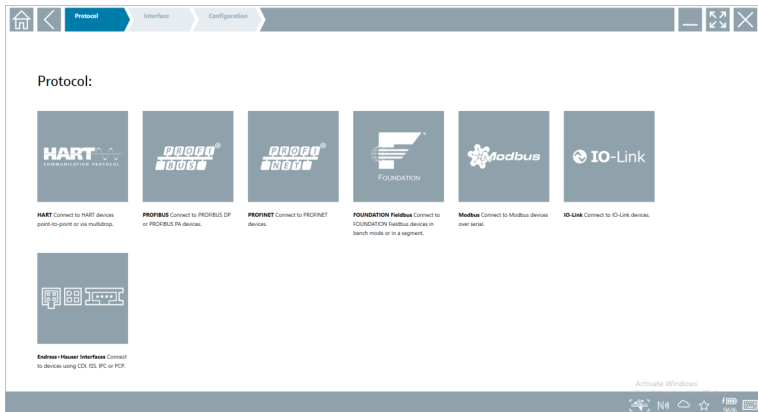 Protocol
Interface
Configuration
Protocol:
HART
COMMUNICATION PROTOCOL
PROFI
BUS
PROFI
NET
FOUNDATION
Modbus
IO-Link
HART Connect to HART devices
point-to-point or via multidrop.
PROFIBUS Connect to PROFIBUS DP
or PROFIBUS PA devices.
PROFINET Connect to PROFINET
devices.
FOUNDATION Fieldbus Connect to
FOUNDATION Fieldbus devices in
bench mode or in a segment.
Modbus Connect to Modbus devices
over serial.
IO-Link Connect to IO-Link devices.
Endress+Hauser Interfaces Connect
to devices using CDI, ISS, IPC or PCP.
Activate Windows
96%